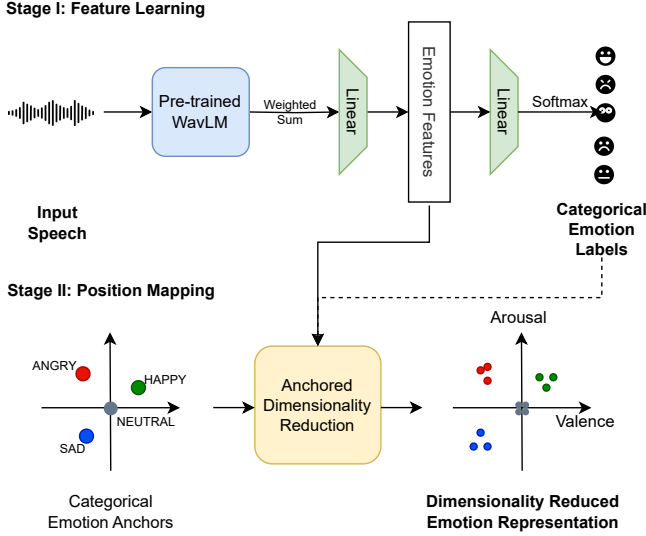 Stage I: Feature Learning
Pre-trained
WavLM
Weighted
Sum
Linear
Emotion Features
Linear
Softmax
Input
Speech
Categorical
Emotion
Labels
Stage II: Position Mapping
ANGRY
HAPPY
NEUTRAL
SAD
Categorical
Emotion Anchors
Anchored
Dimensionality
Reduction
Arousal
Valence
Dimensionality Reduced
Emotion Representation